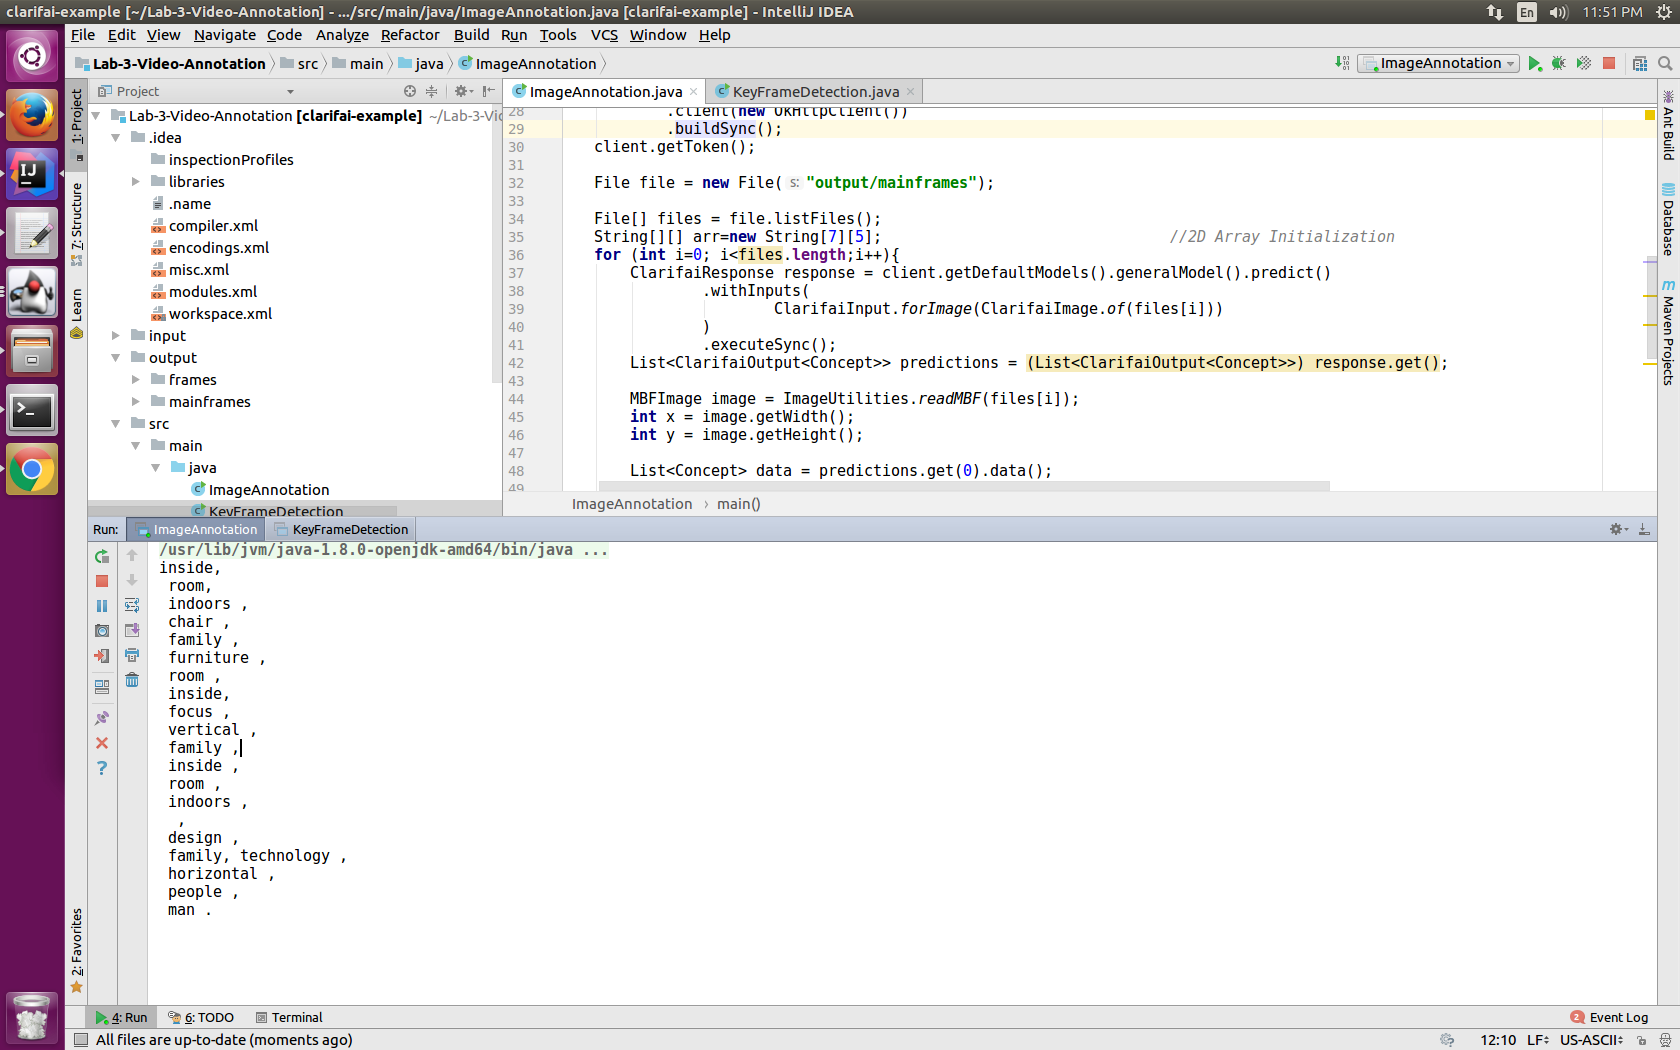 clarifai-example [~/Lab-3-Video-Annotation] - .../src/main/java/ImageAnnotation.java [clarifai-example] - IntelliJ IDEA
En
11:51 PM
File Edit View Navigate Code Analyze Refactor Build Run Tools VCS Window Help
Lab-3-Video-Annotation src main java ImageAnnotation
ImageAnnotation
1: Project
7: Structure
Learn
2: Favorites
Project
Lab-3-Video-Annotation [clarifai-example] ~/Lab-3-Vi
.idea
inspectionProfiles
libraries
.name
compiler.xml
encodings.xml
misc.xml
modules.xml
workspace.xml
input
output
frames
mainframes
src
main
java
ImageAnnotation
KeyFrameDetection
ImageAnnotation.java
KeyFrameDetection.java
28 .client(new OkHttpClient())
29 .buildSync();
30 client.getToken();
31
32 File file = new File( s: "output/mainframes");
33
34 File[] files = file.listFiles();
35 String[][] arr=new String[7][5]; //2D Array Initialization
36 for (int i=0; i<files.length;i++){
37 ClarifaiResponse response = client.getDefaultModels().generalModel().predict()
38 .withInputs(
39 ClarifaiInput.forImage(ClarifaiImage.of(files[i]))
40 )
41 .executeSync();
42 List<ClarifaiOutput<Concept>> predictions = (List<ClarifaiOutput<Concept>>) response.get();
43
44 MBFImage image = ImageUtilities.readMBF(files[i]);
45 int x = image.getWidth();
46 int y = image.getHeight();
47
48 List<Concept> data = predictions.get(0).data();
49
ImageAnnotation › main()
Ant Build
Database
m Maven Projects
Run: ImageAnnotation KeyFrameDetection
/usr/lib/jvm/java-1.8.0-openjdk-amd64/bin/java ...
inside,
room,
indoors ,
chair ,
family ,
furniture ,
room ,
inside,
focus ,
vertical ,
family ,
inside ,
room ,
indoors ,
,
design ,
family, technology ,
horizontal ,
people ,
man .
4: Run 6: TODO Terminal
2 Event Log
All files are up-to-date (moments ago)
12:10 LF÷ US-ASCII÷